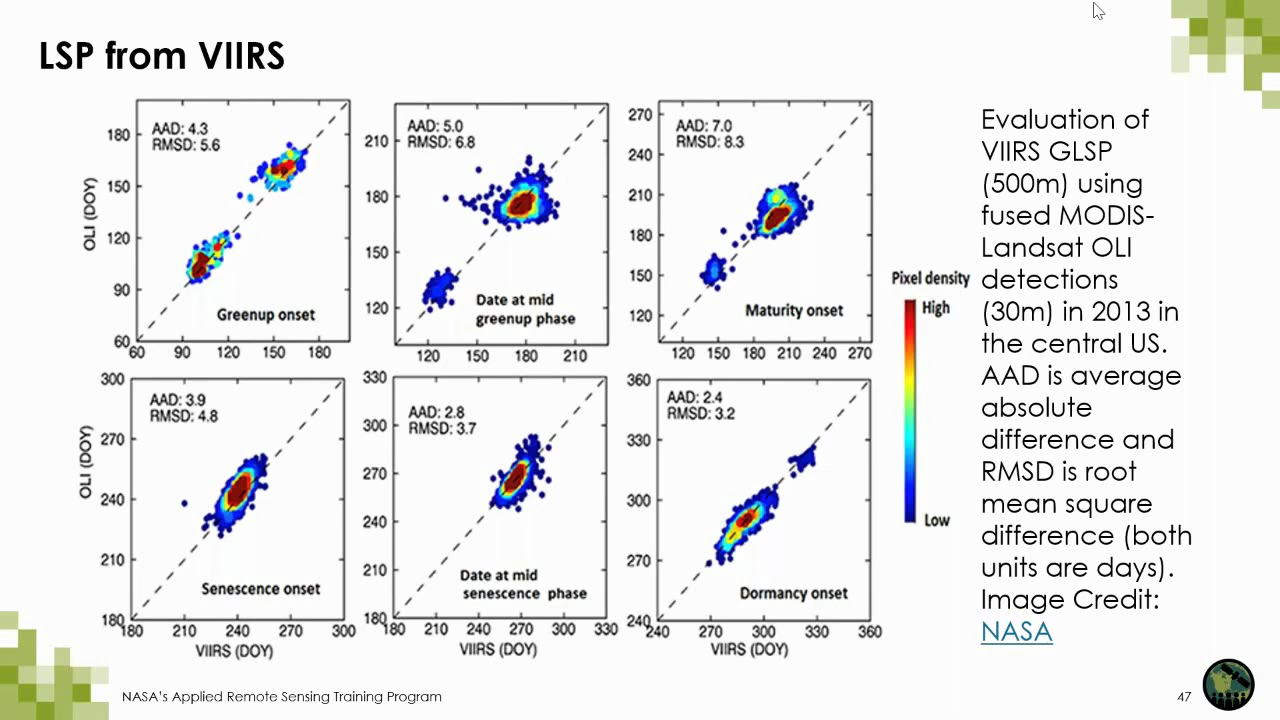 LSP from VIIRS
AAD: 4.3
RMSD: 5.6
Greenup onset
OLI (DOY)
180
150
120
90
60
60 90 120 150 180
AAD: 5.0
RMSD: 6.8
Date at mid
greenup phase
210
180
150
120
120 150 180 210
AAD: 7.0
RMSD: 8.3
Maturity onset
270
240
210
180
150
120
120 150 180 210 240 270
AAD: 3.9
RMSD: 4.8
Senescence onset
OLI (DOY)
300
270
240
210
180
180 210 240 270 300
VIIRS (DOY)
AAD: 2.8
RMSD: 3.7
Date at mid
senescence phase
330
300
270
240
210
180
180 210 240 270 300 330
VIIRS (DOY)
AAD: 2.4
RMSD: 3.2
Dormancy onset
360
330
300
270
240
240 270 300 330 360
VIIRS (DOY)
Pixel density
High
Low
Evaluation of
VIIRS GLSP
(500m) using
fused MODIS-
Landsat OLI
detections
(30m) in 2013 in
the central US.
AAD is average
absolute
difference and
RMSD is root
mean square
difference (both
units are days).
Image Credit:
NASA
NASA's Applied Remote Sensing Training Program
47